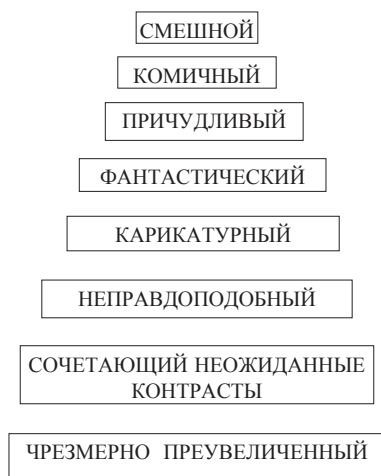 СМЕШНОЙ
КОМИЧНЫЙ
ПРИЧУДЛИВЫЙ
ФАНТАСТИЧЕСКИЙ
КАРИКАТУРНЫЙ
НЕПРАВДОПОДОБНЫЙ
СОЧЕТАЮЩИЙ НЕОЖИДАННЫЕ
КОНТРАСТЫ
ЧРЕЗМЕРНО ПРЕУВЕЛИЧЕННЫЙ